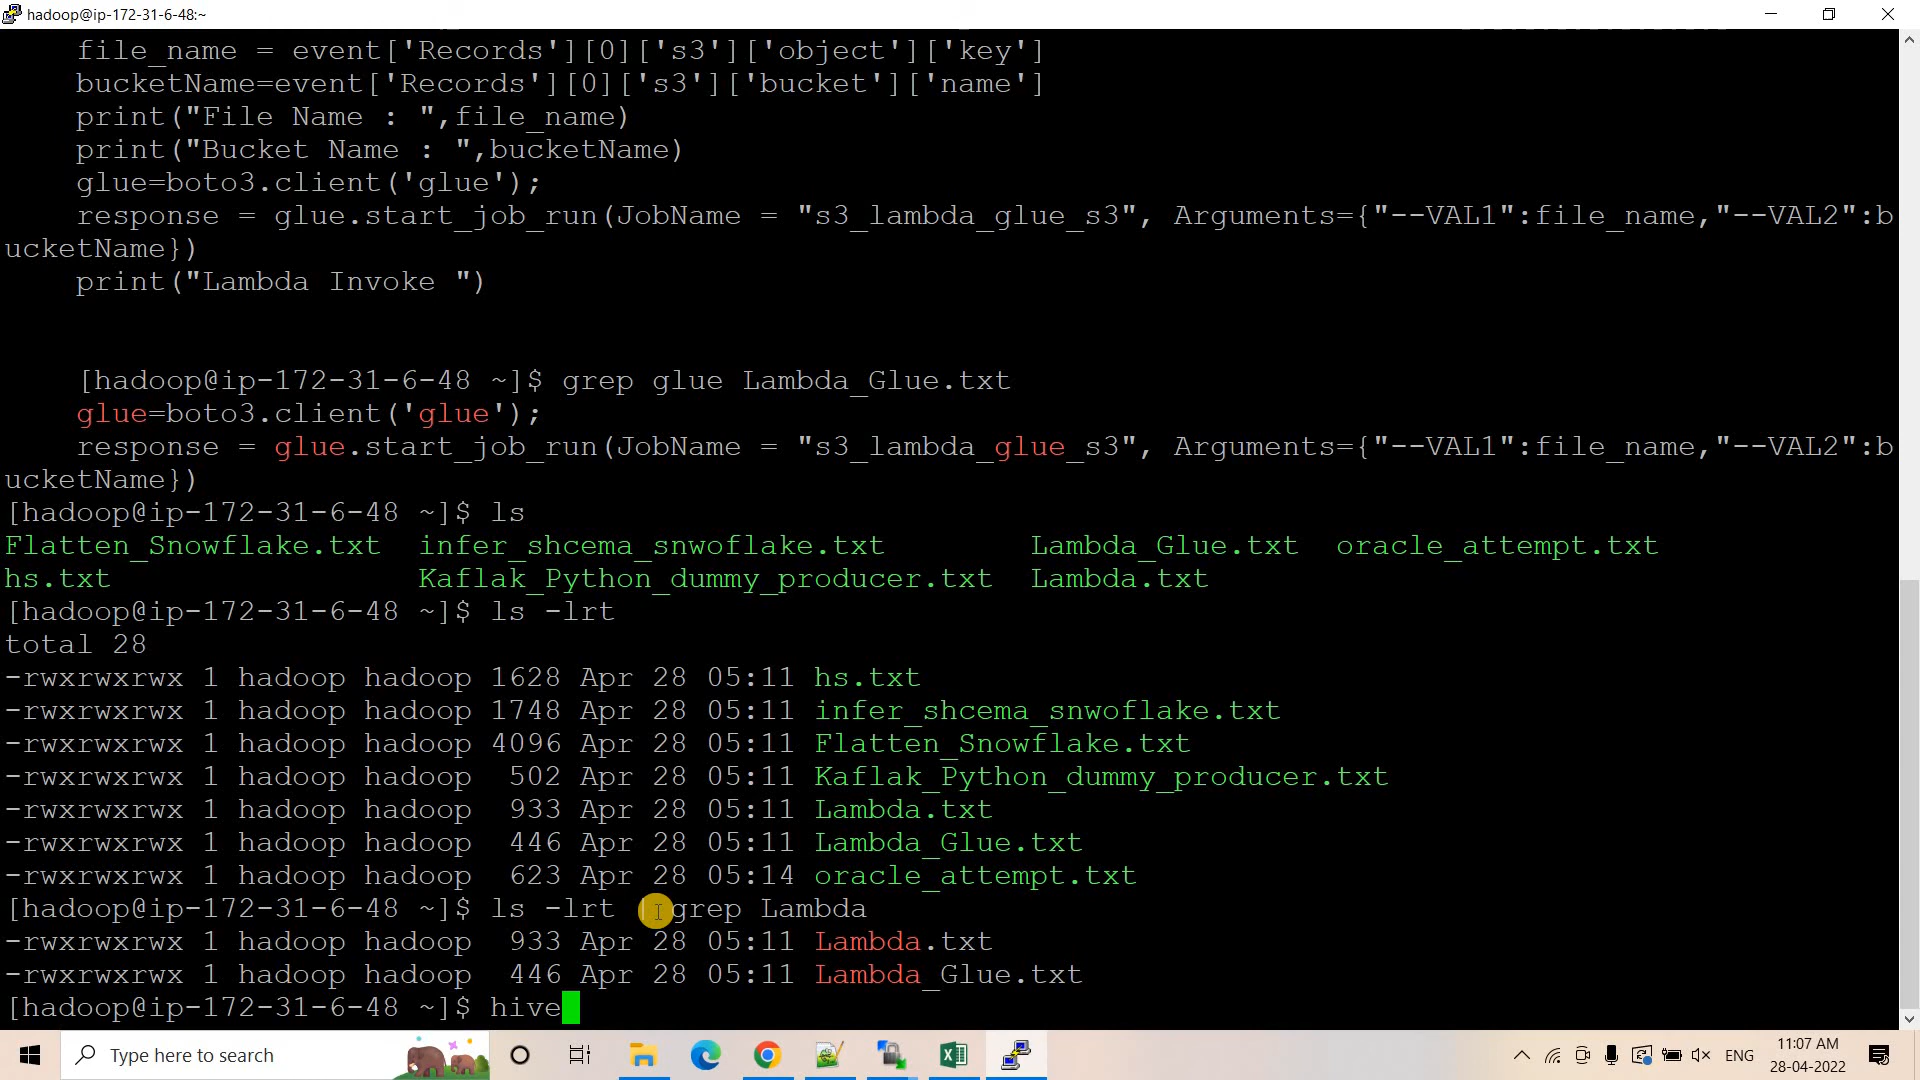 hadoop@ip-172-31-6-48:~
file_name = event['Records'][0]['s3']['object']['key']
bucketName=event['Records'][0]['s3']['bucket']['name']
print("File Name : ",file_name)
print("Bucket Name : ",bucketName)
glue=boto3.client('glue');
response = glue.start_job_run(JobName = "s3_lambda_glue_s3", Arguments={"--VAL1":file_name,"--VAL2":b
ucketName})
print("Lambda Invoke ")
[hadoop@ip-172-31-6-48 ~]$ grep glue Lambda_Glue.txt
glue=boto3.client('glue');
response = glue.start_job_run(JobName = "s3_lambda_glue_s3", Arguments={"--VAL1":file_name,"--VAL2":b
ucketName})
[hadoop@ip-172-31-6-48 ~]$ ls
Flatten_Snowflake.txt infer_shcema_snwoflake.txt Lambda_Glue.txt oracle_attempt.txt
hs.txt Kaflak_Python_dummy_producer.txt Lambda.txt
[hadoop@ip-172-31-6-48 ~]$ ls -lrt
total 28
-rwxrwxrwx 1 hadoop hadoop 1628 Apr 28 05:11 hs.txt
-rwxrwxrwx 1 hadoop hadoop 1748 Apr 28 05:11 infer_shcema_snwoflake.txt
-rwxrwxrwx 1 hadoop hadoop 4096 Apr 28 05:11 Flatten_Snowflake.txt
-rwxrwxrwx 1 hadoop hadoop 502 Apr 28 05:11 Kaflak_Python_dummy_producer.txt
-rwxrwxrwx 1 hadoop hadoop 933 Apr 28 05:11 Lambda.txt
-rwxrwxrwx 1 hadoop hadoop 446 Apr 28 05:11 Lambda_Glue.txt
-rwxrwxrwx 1 hadoop hadoop 623 Apr 28 05:14 oracle_attempt.txt
[hadoop@ip-172-31-6-48 ~]$ ls -lrt | grep Lambda
-rwxrwxrwx 1 hadoop hadoop 933 Apr 28 05:11 Lambda.txt
-rwxrwxrwx 1 hadoop hadoop 446 Apr 28 05:11 Lambda_Glue.txt
[hadoop@ip-172-31-6-48 ~]$ hive
Type here to search
ENG
11:07 AM
28-04-2022